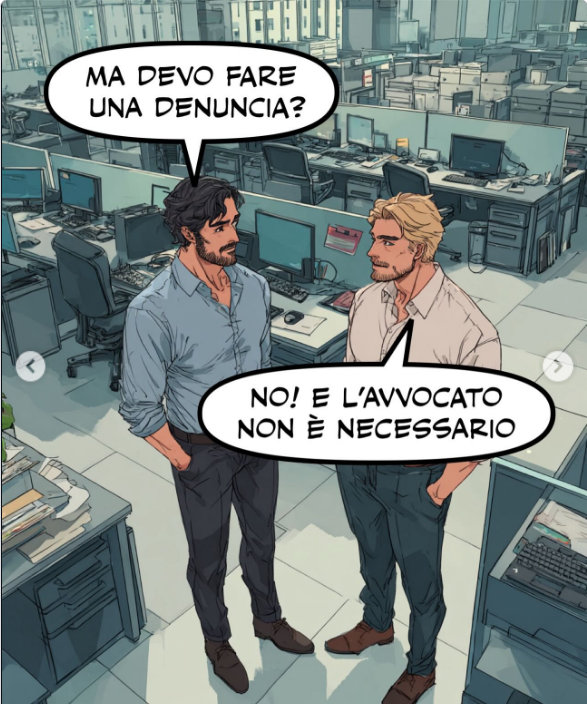 MA DEVO FARE
UNA DENUNCIA?
NO! E L'AVVOCATO
NON È NECESSARIO